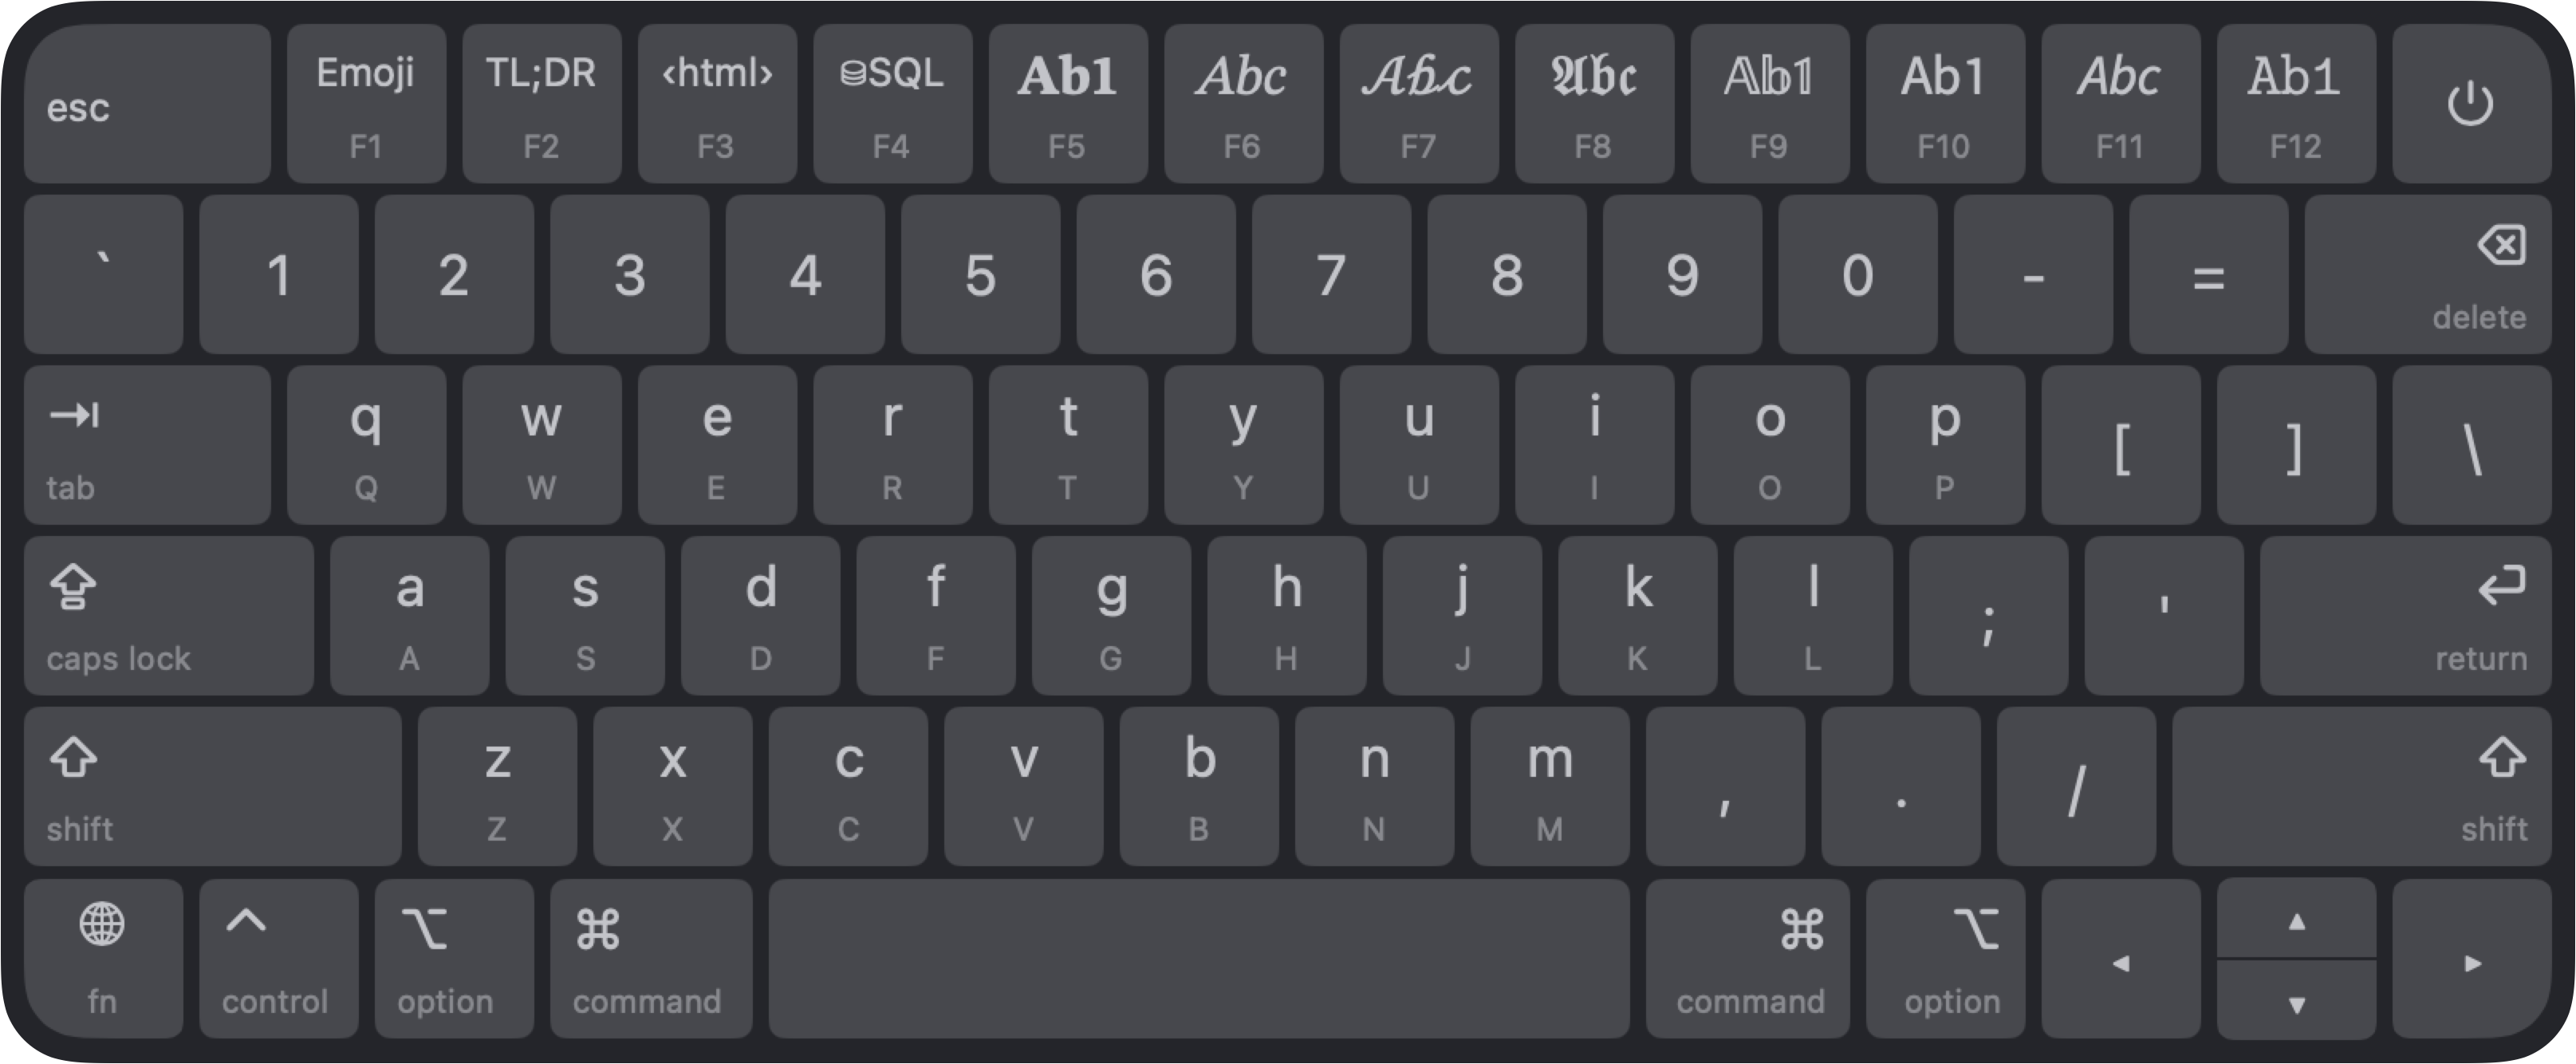 esc Emoji TL;DR ‹html› ⛁SQL 𝐀𝐛𝟏 𝐴𝑏𝑐 𝒜𝒷𝒸 𝔄𝔟𝔠 𝔸𝕓𝟙 𝖠𝖻𝟣 𝘈𝘣𝘤 𝙰𝚋𝟷
F1 F2 F3 F4 F5 F6 F7 F8 F9 F10 F11 F12
` 1 2 3 4 5 6 7 8 9 0 - =
delete
q w e r t y u i o p [ ] \
tab Q W E R T Y U I O P
a s d f g h j k l ; '
caps lock A S D F G H J K L return
z x c v b n m , . /
shift Z X C V B N M shift
fn control option command command option